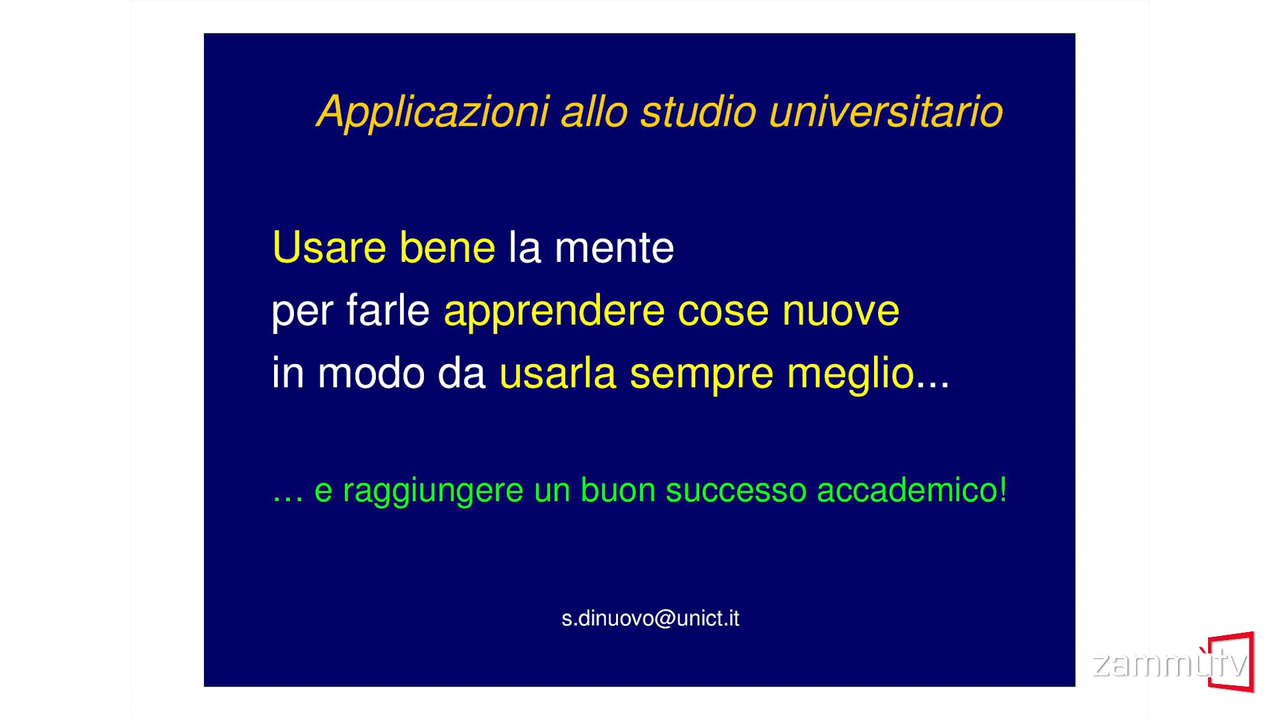 Applicazioni allo studio universitario
Usare bene la mente
per farle apprendere cose nuove
in modo da usarla sempre meglio...
… e raggiungere un buon successo accademico!
s.dinuovo@unict.it
zammùtv